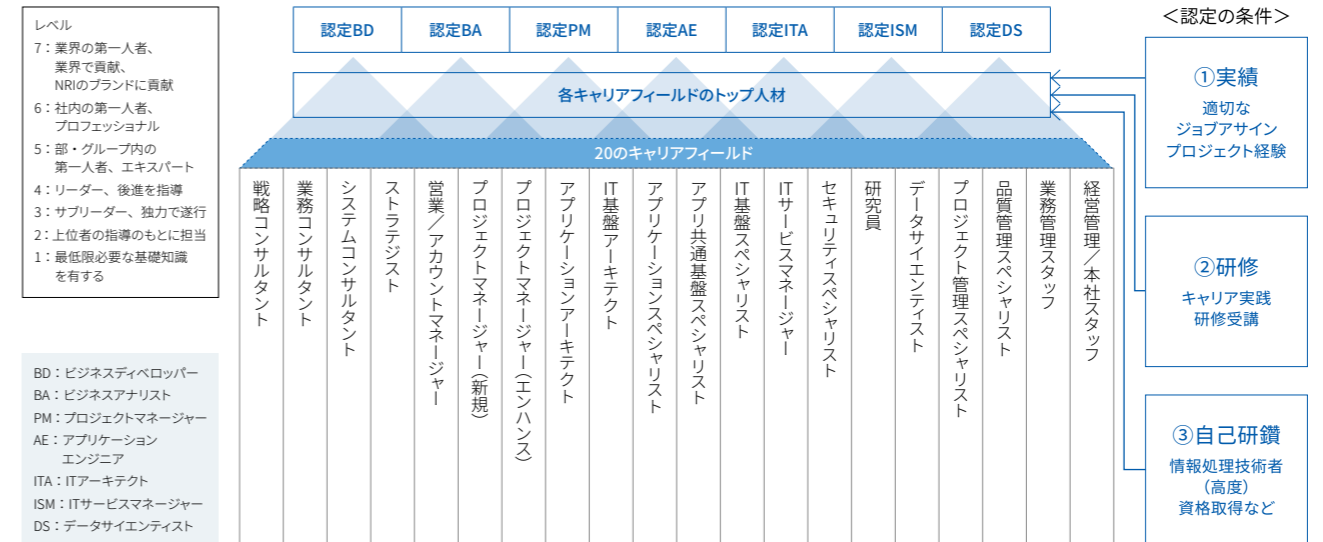 レベル
7：業界の第一人者、
業界で貢献、
NRIのブランドに貢献
6：社内の第一人者、
プロフェッショナル
5：部・グループ内の
第一人者、エキスパート
4：リーダー、後進を指導
3：サブリーダー、独力で遂行
2：上位者の指導のもとに担当
1：最低限必要な基礎知識
を有する
BD：ビジネスディベロッパー
BA：ビジネスアナリスト
PM：プロジェクトマネージャー
AE：アプリケーション
エンジニア
ITA：ITアーキテクト
ISM：ITサービスマネージャー
DS：データサイエンティスト
認定BD
認定BA
認定PM
認定AE
認定ITA
認定ISM
認定DS
各キャリアフィールドのトップ人材
20のキャリアフィールド
戦略コンサルタント
業務コンサルタント
システムコンサルタント
ストラテジスト
営業／アカウントマネージャー
プロジェクトマネージャー（新規）
プロジェクトマネージャー（エンハンス）
アプリケーションアーキテクト
IT基盤アーキテクト
アプリケーションスペシャリスト
アプリ共通基盤スペシャリスト
IT基盤スペシャリスト
ITサービスマネージャー
セキュリティスペシャリスト
研究員
データサイエンティスト
プロジェクト管理スペシャリスト
品質管理スペシャリスト
業務管理スタッフ
経営管理／本社スタッフ
＜認定の条件＞
①実績
適切な
ジョブアサイン
プロジェクト経験
②研修
キャリア実践
研修受講
③自己研鑽
情報処理技術者
（高度）
資格取得など